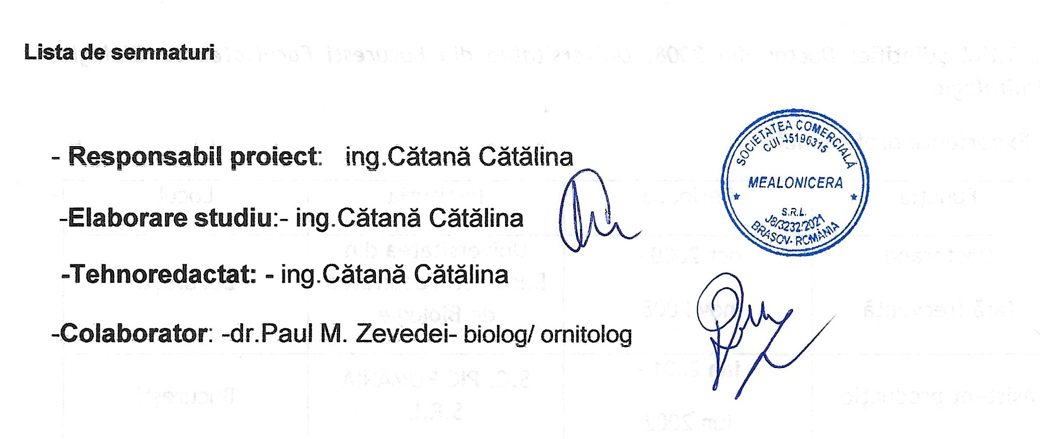 Lista de semnaturi
- Responsabil proiect: ing.Cătană Cătălina
-Elaborare studiu:- ing.Cătană Cătălina
-Tehnoredactat: - ing.Cătană Cătălina
-Colaborator: -dr.Paul M. Zevedei- biolog/ ornitolog
SOCIETATEA COMERCIALĂ
CUI 45196315
MEALONICERA
S.R.L.
J8/3232/2021
BRAȘOV- ROMÂNIA